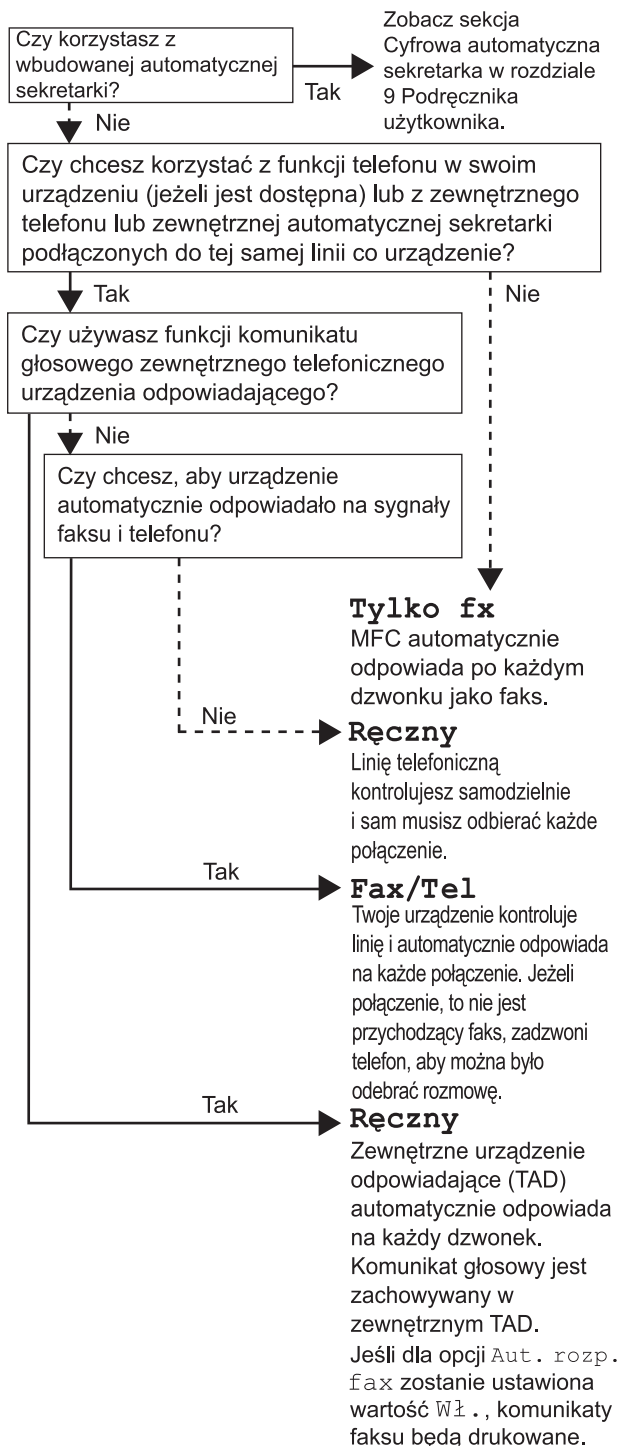 Czy korzystasz z
wbudowanej automatycznej
sekretarki?
Tak
Zobacz sekcja
Cyfrowa automatyczna
sekretarka w rozdziale
9 Podręcznika
użytkownika.
Nie
Czy chcesz korzystać z funkcji telefonu w swoim
urządzeniu (jeżeli jest dostępna) lub z zewnętrznego
telefonu lub zewnętrznej automatycznej sekretarki
podłączonych do tej samej linii co urządzenie?
Tak
Nie
Czy używasz funkcji komunikatu
głosowego zewnętrznego telefonicznego
urządzenia odpowiadającego?
Nie
Czy chcesz, aby urządzenie
automatycznie odpowiadało na sygnały
faksu i telefonu?
Tylko fx
MFC automatycznie
odpowiada po każdym
dzwonku jako faks.
Nie
Ręczny
Linię telefoniczną
kontrolujesz samodzielnie
i sam musisz odbierać każde
połączenie.
Tak
Fax/Tel
Twoje urządzenie kontroluje
linię i automatycznie odpowiada
na każde połączenie. Jeżeli
połączenie, to nie jest
przychodzący faks, zadzwoni
telefon, aby można było
odebrać rozmowę.
Tak
Ręczny
Zewnętrzne urządzenie
odpowiadające (TAD)
automatycznie odpowiada
na każdy dzwonek.
Komunikat głosowy jest
zachowywany w
zewnętrznym TAD.
Jeśli dla opcji Aut. rozp.
fax zostanie ustawiona
wartość Wł., komunikaty
faksu będą drukowane.